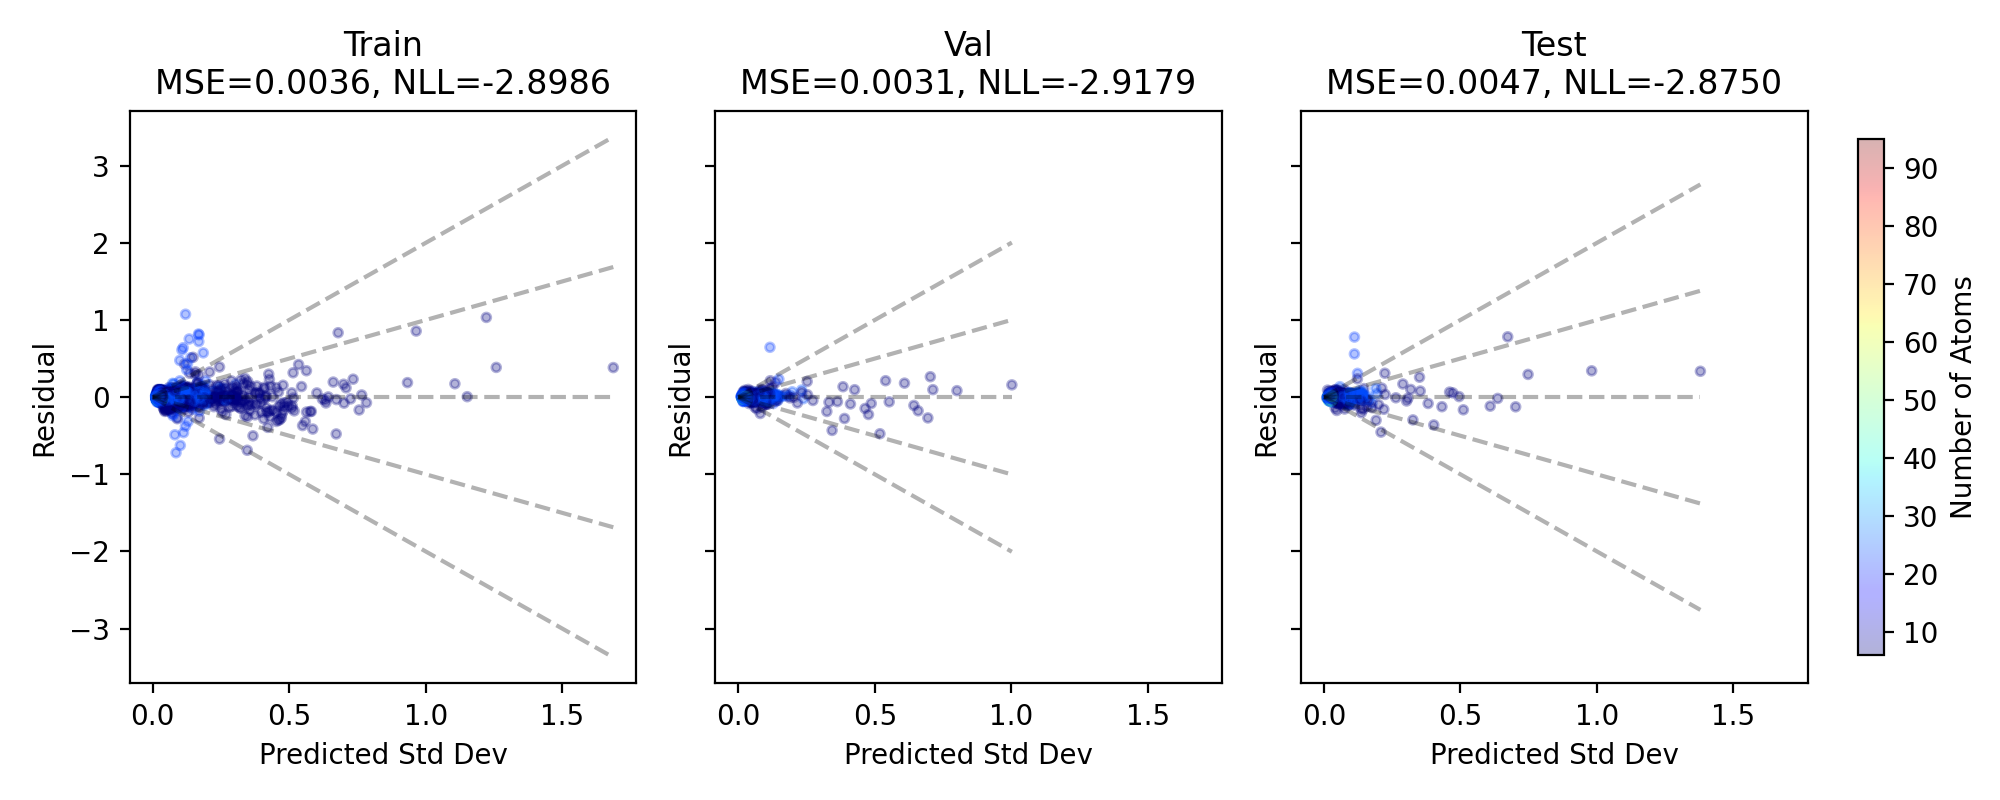 Train
MSE=0.0036, NLL=-2.8986
Val
MSE=0.0031, NLL=-2.9179
Test
MSE=0.0047, NLL=-2.8750
3
2
1
0
−1
−2
−3
Residual
0.0 0.5 1.0 1.5
Predicted Std Dev
Residual
0.0 0.5 1.0 1.5
Predicted Std Dev
Residual
0.0 0.5 1.0 1.5
Predicted Std Dev
90
80
70
60
50
40
30
20
10
Number of Atoms